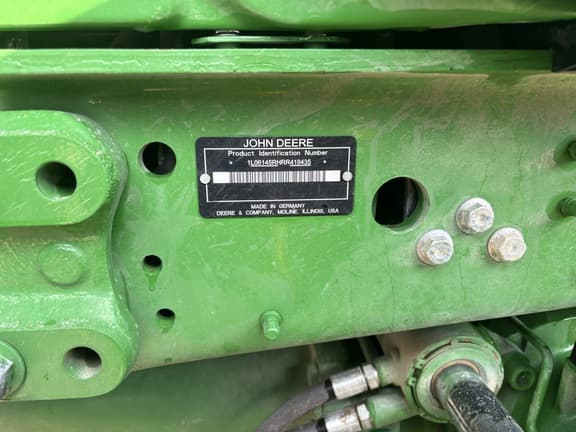 JOHN DEERE
Product Identification Number
* 1L06145RHRR418435 *
MADE IN GERMANY
DEERE & COMPANY, MOLINE, ILLINOIS, USA